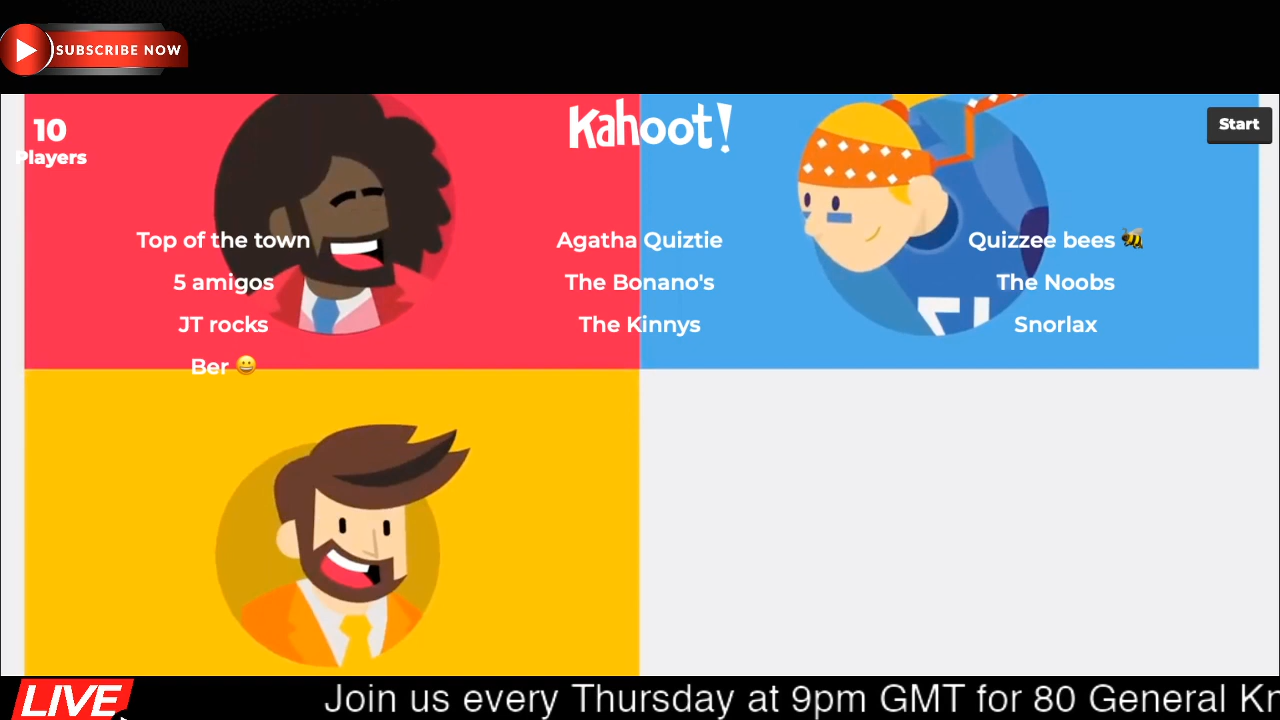 SUBSCRIBE NOW
10
Players
Kahoot!
Start
Top of the town
Agatha Quiztie
Quizzee bees 🐝
5 amigos
The Bonano's
The Noobs
JT rocks
The Kinnys
Snorlax
Ber 😀
LIVE
Join us every Thursday at 9pm GMT for 80 General